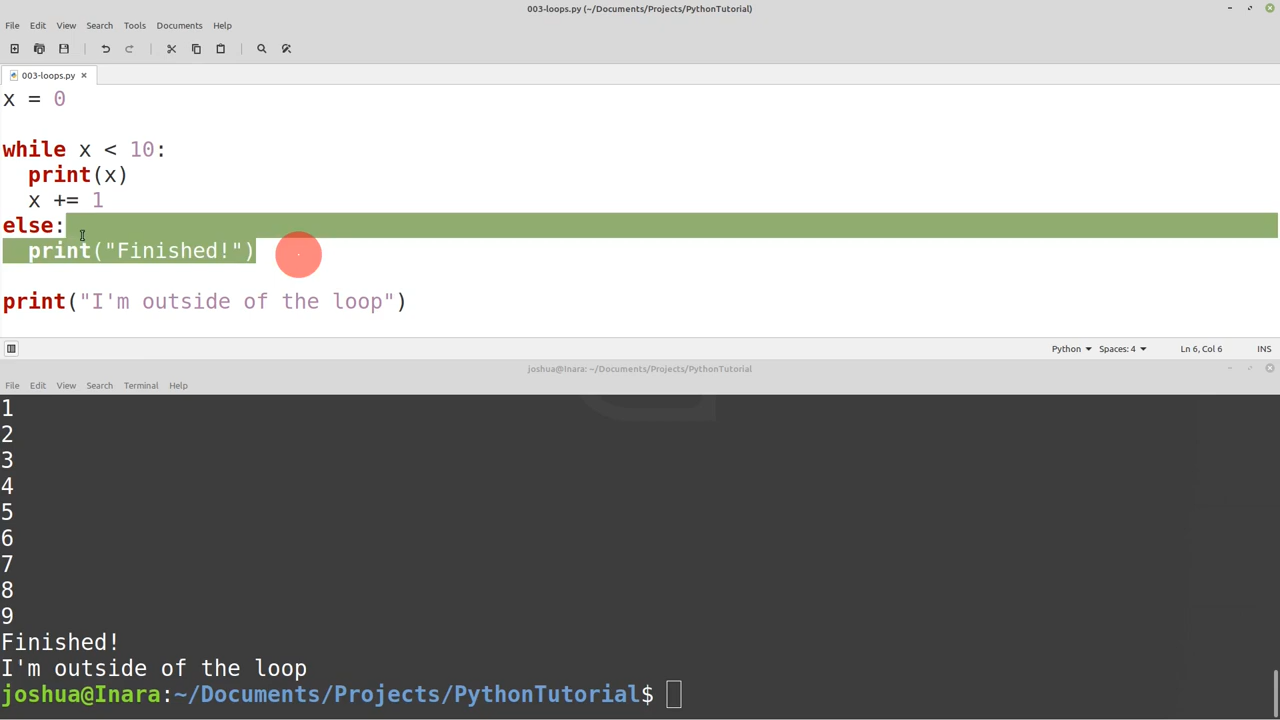 003-loops.py (~/Documents/Projects/PythonTutorial)
File Edit View Search Tools Documents Help
003-loops.py ×
x = 0
while x < 10:
  print(x)
  x += 1
else:
  print("Finished!")
print("I'm outside of the loop")
Python Spaces: 4 Ln 6, Col 6 INS
joshua@Inara: ~/Documents/Projects/PythonTutorial
File Edit View Search Terminal Help
1
2
3
4
5
6
7
8
9
Finished!
I'm outside of the loop
joshua@Inara:~/Documents/Projects/PythonTutorial$